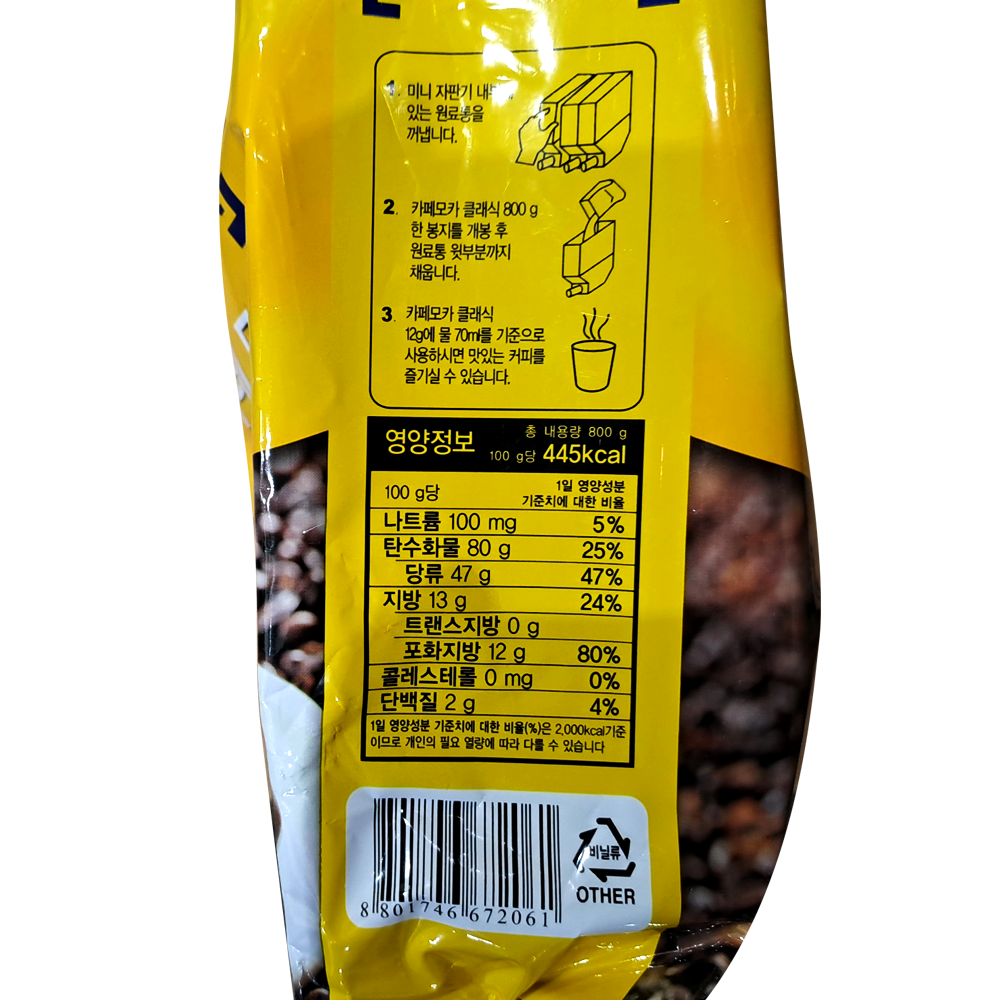 1. 미니 자판기
있는 원료통을
꺼냅니다.
2. 카페모카 클래식 800 g
한 봉지를 개봉 후
원료통 윗부분까지
채웁니다.
3. 카페모카 클래식
12g에 물 70ml를 기준으로
사용하시면 맛있는 커피를
즐기실 수 있습니다.
영양정보
총 내용량 800 g
100 g당 445kcal
100 g당
1일 영양성분
기준치에 대한 비율
나트륨 100 mg 5%
탄수화물 80 g 25%
당류 47 g 47%
지방 13 g 24%
트랜스지방 0 g
포화지방 12 g 80%
콜레스테롤 0 mg 0%
단백질 2 g 4%
1일 영양성분 기준치에 대한 비율(%)은 2,000kcal기준
이므로 개인의 필요 열량에 따라 다를 수 있습니다
8 801746 672061
비닐류
OTHER